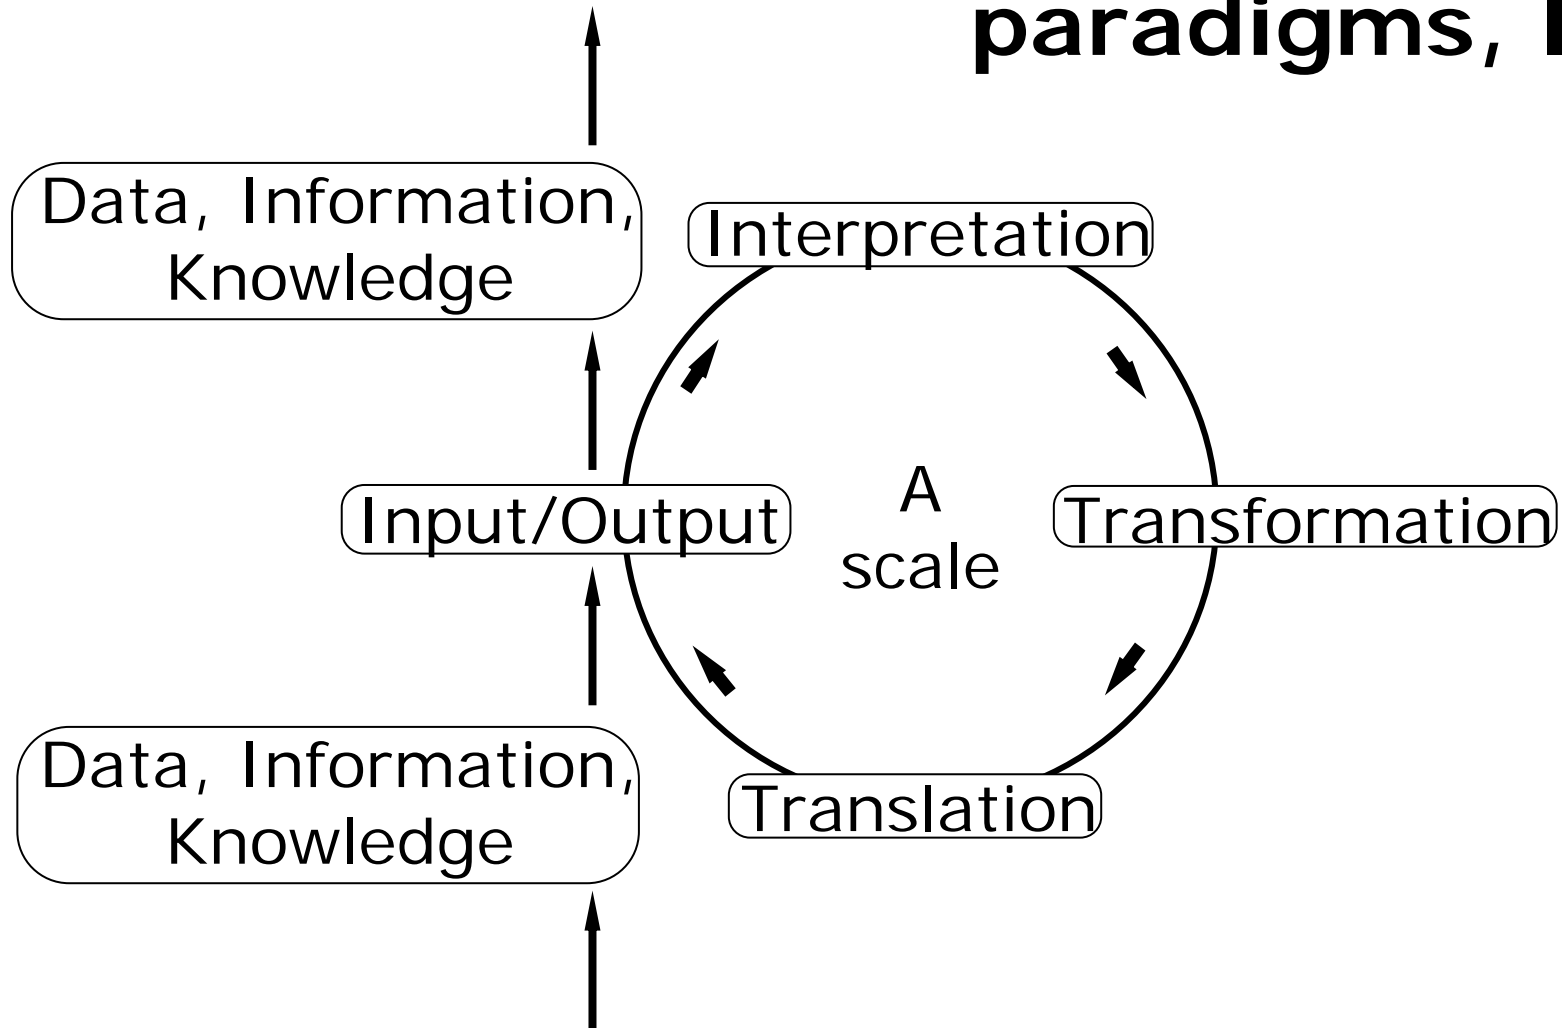 paradigms,
Data, Information,
Knowledge
Interpretation
Input/Output
A
scale
Transformation
Data, Information,
Knowledge
Translation